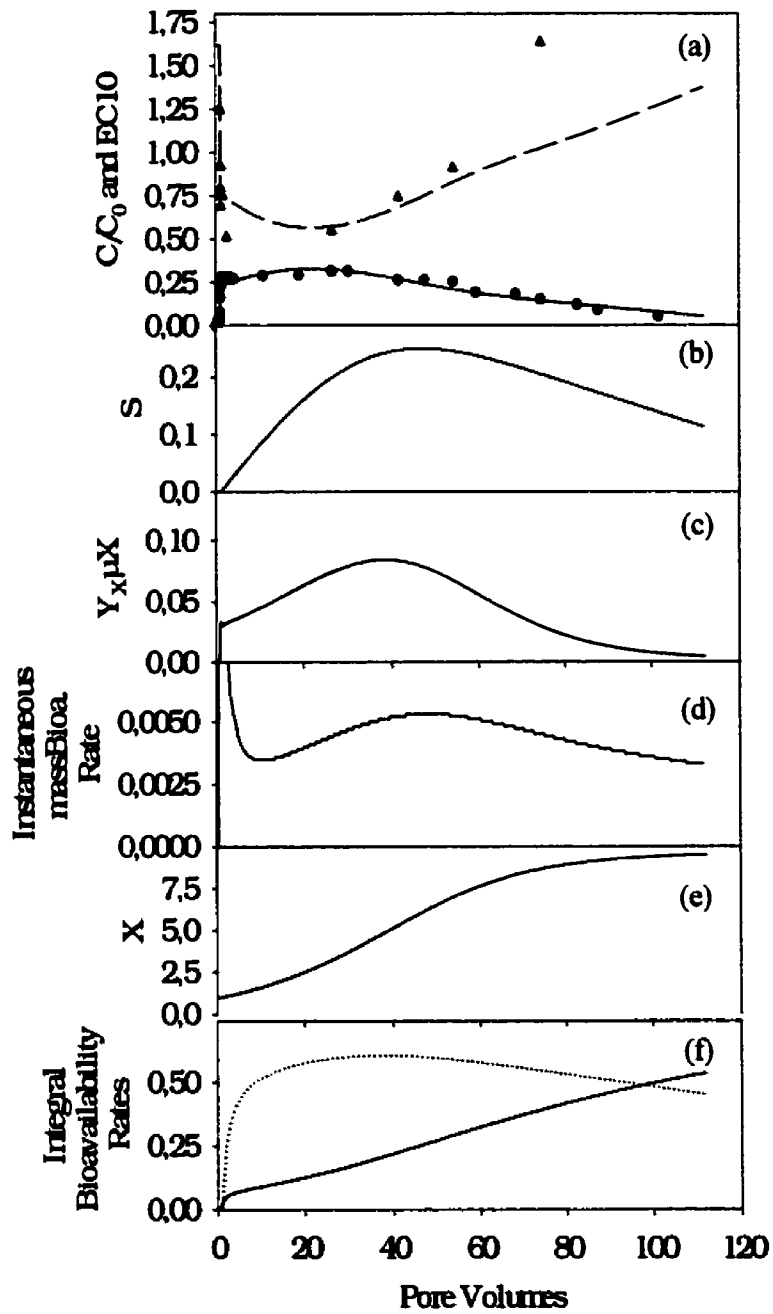 1,75
1,50
1,25
1,00
0,75
0,50
0,25
0,00
C/C₀ and EC10
(a)
0,2
0,1
0,0
S
(b)
0,10
0,05
0,00
YₓµX
(c)
0,0050
0,0025
0,0000
Instantaneous
massBioa.
Rate
(d)
7,5
5,0
2,5
0,0
X
(e)
0,50
0,25
0,00
Integral
Bioavailability
Rates
(f)
0 20 40 60 80 100 120
Pore Volumes